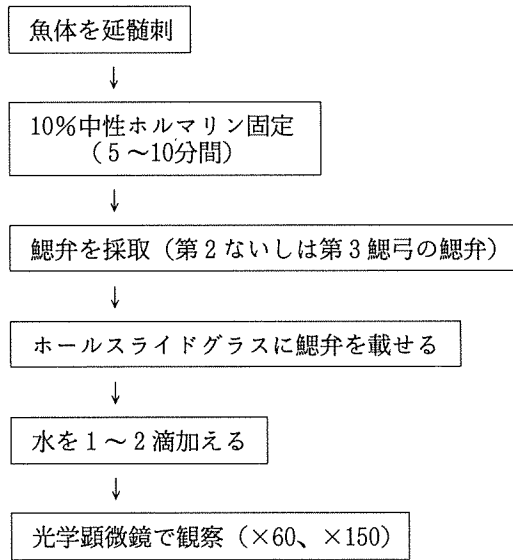 魚体を延髄刺
↓
10%中性ホルマリン固定
(5〜10分間)
↓
鰓弁を採取(第2ないしは第3鰓弓の鰓弁)
↓
ホールスライドグラスに鰓弁を載せる
↓
水を1〜2滴加える
↓
光学顕微鏡で観察(×60、×150)